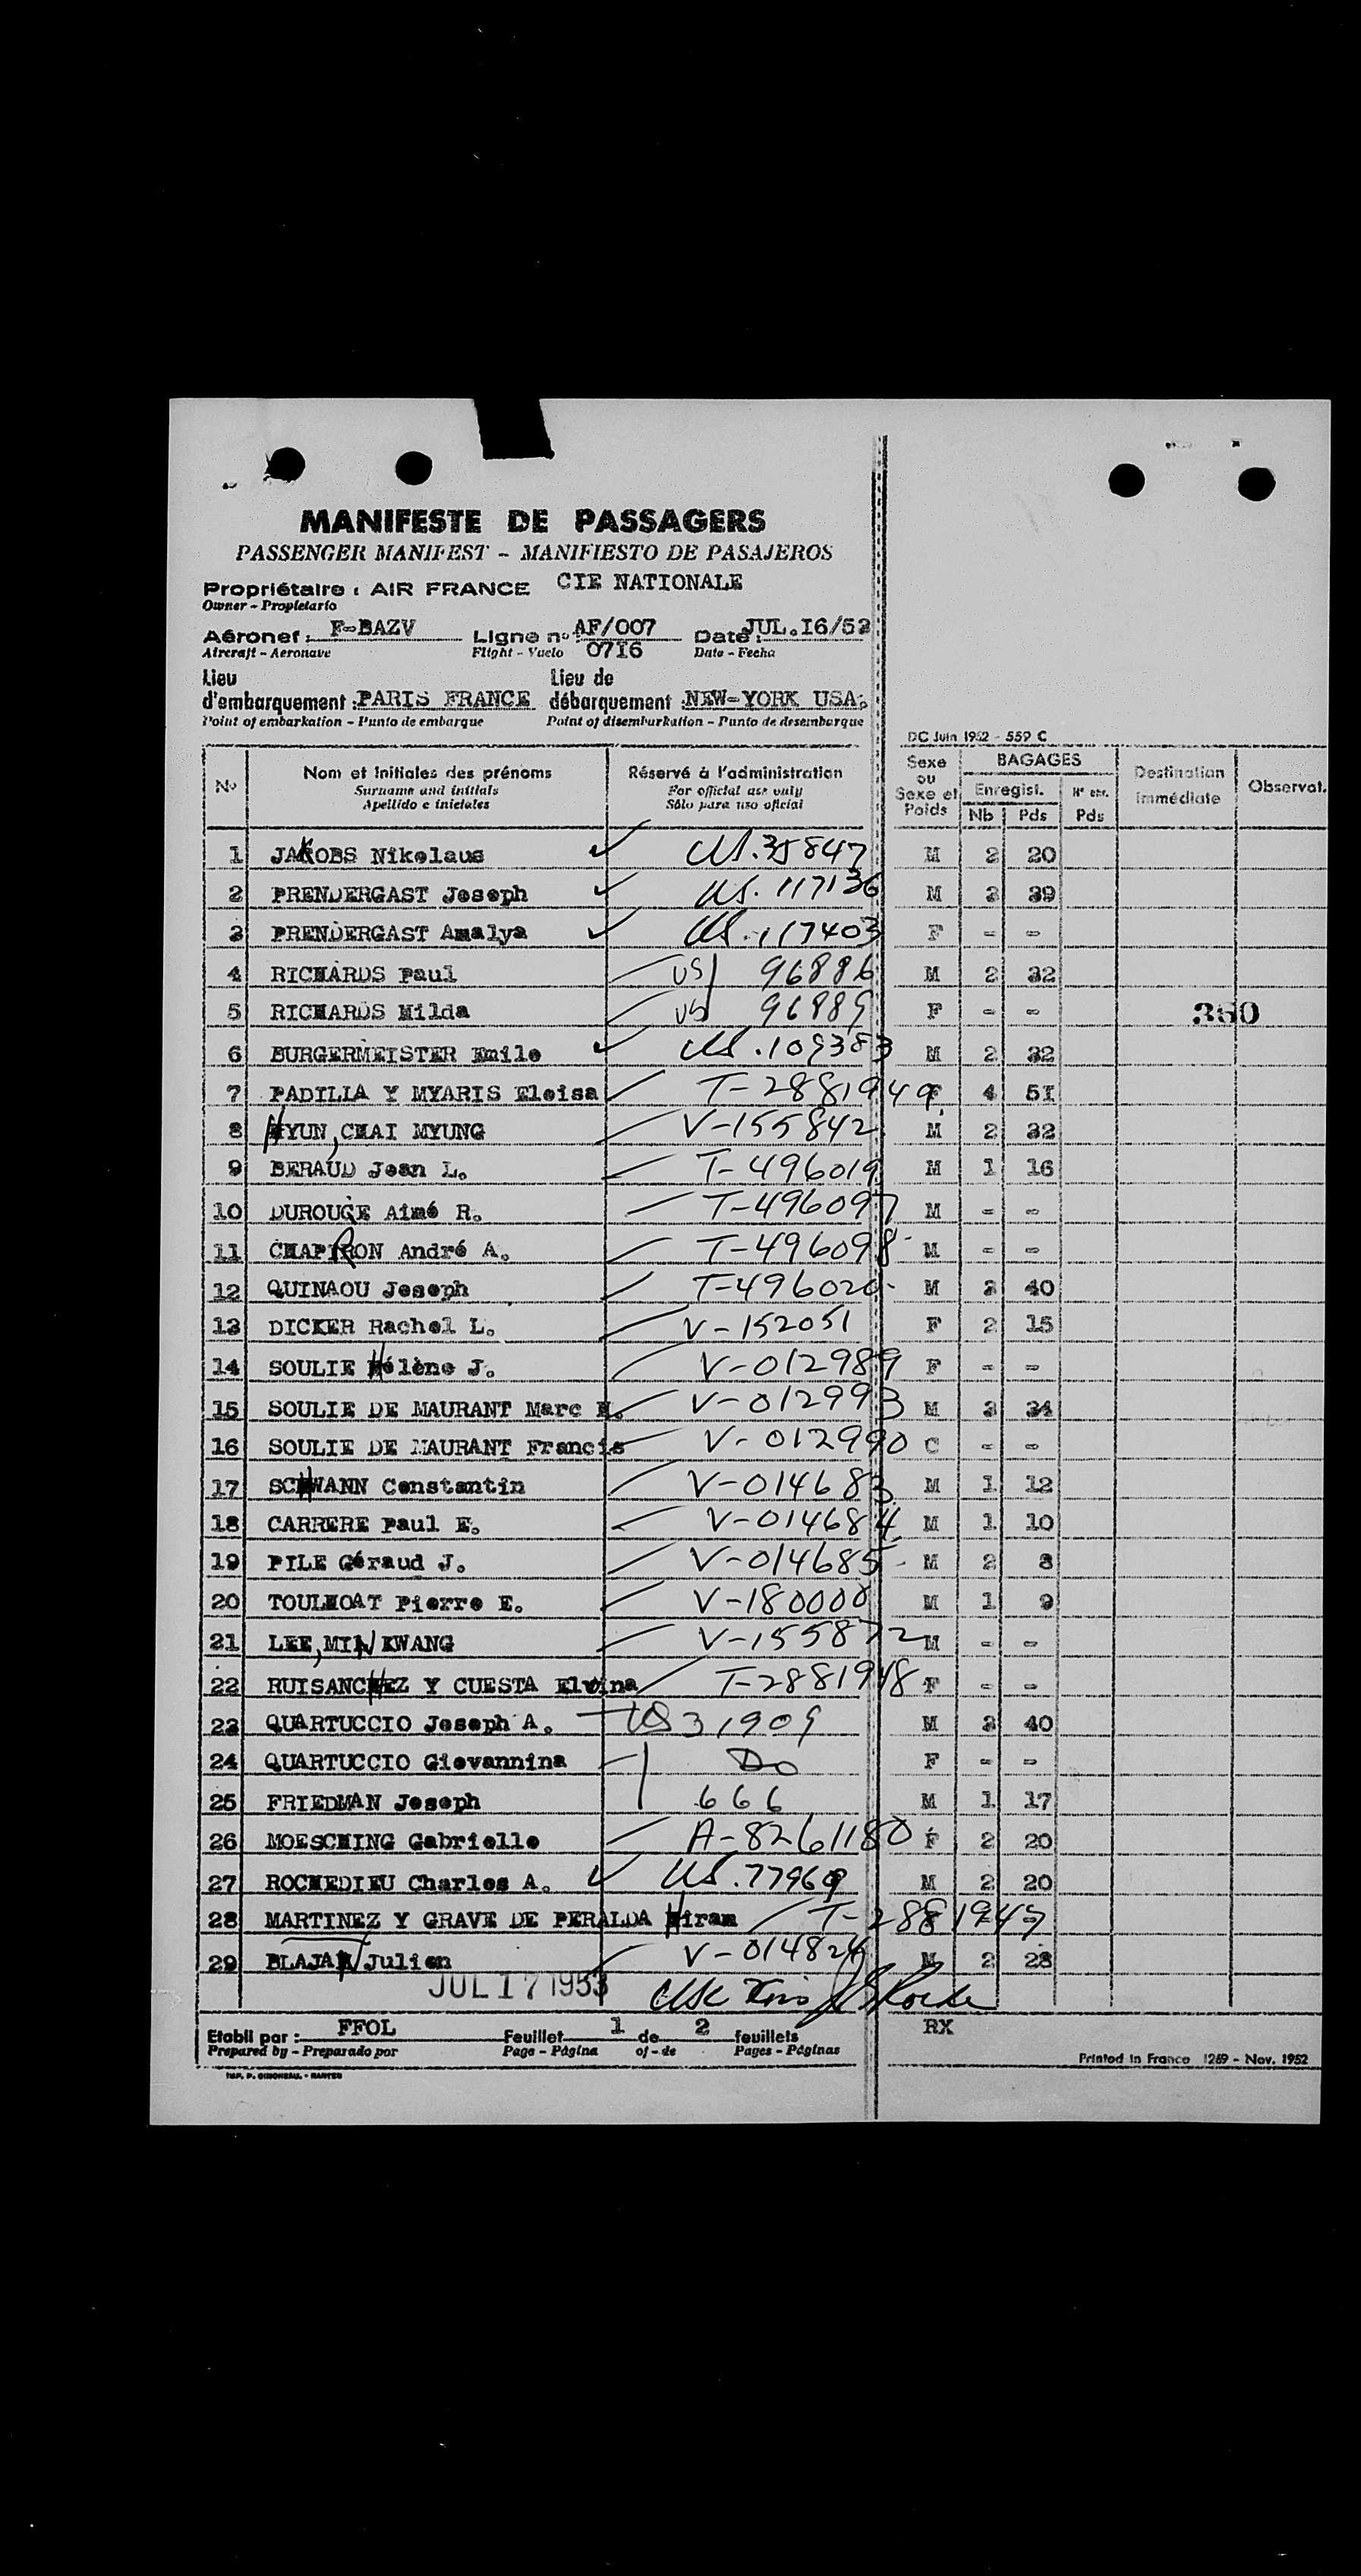 MANIFESTE DE PASSAGERS
PASSENGER MANIFEST - MANIFIESTO DE PASAJEROS
Propriétaire : AIR FRANCE CIE NATIONALE
Owner - Propietario
Aéronef : F-BAZV Ligne n° AF/007 Date : JUL.I6/53
Aircraft - Aeronave Flight - Vuelo 07I6 Date - Fecha
Lieu d'embarquement : PARIS FRANCE Lieu de débarquement : NEW-YORK USA.
Point of embarkation - Punto de embarque Point of disembarkation - Punto de desembarque
DC Juin 1952 - 559 C
N° Nom et initiales des prénoms Réservé à l'administration Sexe ou Sexe et Poids BAGAGES Destination immédiate Observat.
Surname and initials For official use only Enregist. N° enr.
Apellido e iniciales Sólo para uso oficial Nb Pds Pds
1 JAKOBS Nikolaus ✓ US.35847 M 2 20
2 PRENDERGAST Joseph ✓ US.117136 M 3 39
3 PRENDERGAST Amalya ✓ US.117403 F - -
4 RICHARDS Paul US 96886 M 2 32
5 RICHARDS Hilda US 96889 F - - 360
6 BURGERMEISTER Emile ✓ US.109383 M 2 32
7 PADILLA Y MYARIS Eloisa T-2881949 F 4 5I
8 HYUN, CHAI MYUNG V-155842 M 2 32
9 BERAUD Jean L. T-496019 M 1 16
10 DUROUGE Aimé R. T-496097 M - -
11 CHAPIRON André A. T-496098 M - -
12 QUINAOU Joseph T-496020 M 3 40
13 DICKER Rachel L. V-152051 F 2 15
14 SOULIE Hélène J. V-012989 F - -
15 SOULIE DE MAURANT Marc H. V-012993 M 3 34
16 SOULIE DE MAURANT Francis V-012990 C - -
17 SCHWANN Constantin V-014683 M 1 12
18 CARRERE Paul E. V-014684 M 1 10
19 PILE Géraud J. V-014685 M 2 8
20 TOULHOAT Pierre E. V-180000 M 1 9
21 LEE, MIN KWANG V-155872 M - -
22 RUISANCHEZ Y CUESTA Elvina T-2881948 F - -
23 QUARTUCCIO Joseph A. US 31909 M 3 40
24 QUARTUCCIO Giovannina Do F - -
25 FRIEDMAN Joseph 666 M 1 17
26 MOESCHING Gabrielle A-8261180 F 2 20
27 ROCHEDIEU Charles A. ✓ US.77969 M 2 20
28 MARTINEZ Y GRAVE DE PERALDA Hiram T-2881947
29 BLAJAN Julien V-014824 M 2 28
JUL 17 1953
Etabli par : FFOL Feuillet 1 de 2 feuillets RX
Prepared by - Preparado por Page - Página of - de Pages - Páginas
Printed in France 1269 - Nov. 1952